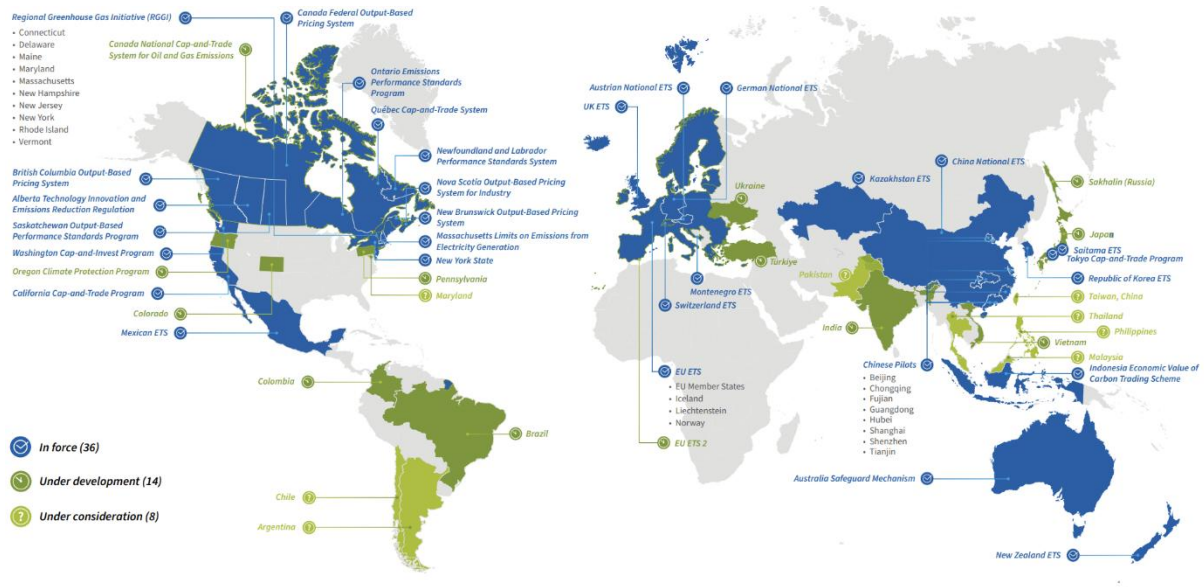 Regional Greenhouse Gas Initiative (RGGI)
• Connecticut
• Delaware
• Maine
• Maryland
• Massachusetts
• New Hampshire
• New Jersey
• New York
• Rhode Island
• Vermont
Canada Federal Output-Based
Pricing System
Canada National Cap-and-Trade
System for Oil and Gas Emissions
Ontario Emissions
Performance Standards
Program
Québec Cap-and-Trade System
Newfoundland and Labrador
Performance Standards System
Nova Scotia Output-Based Pricing
System for Industry
New Brunswick Output-Based Pricing
System
Massachusetts Limits on Emissions from
Electricity Generation
New York State
Pennsylvania
Maryland
British Columbia Output-Based
Pricing System
Alberta Technology Innovation and
Emissions Reduction Regulation
Saskatchewan Output-Based
Performance Standards Program
Washington Cap-and-Invest Program
Oregon Climate Protection Program
California Cap-and-Trade Program
Colorado
Mexican ETS
Colombia
Brazil
Chile
Argentina
In force (36)
Under development (14)
Under consideration (8)
Austrian National ETS
German National ETS
UK ETS
Ukraine
Türkiye
Montenegro ETS
Switzerland ETS
EU ETS
• EU Member States
• Iceland
• Liechtenstein
• Norway
EU ETS 2
China National ETS
Kazakhstan ETS
Pakistan
India
Chinese Pilots
• Beijing
• Chongqing
• Fujian
• Guangdong
• Hubei
• Shanghai
• Shenzhen
• Tianjin
Sakhalin (Russia)
Japan
Saitama ETS
Tokyo Cap-and-Trade Program
Republic of Korea ETS
Taiwan, China
Thailand
Philippines
Vietnam
Malaysia
Indonesia Economic Value of
Carbon Trading Scheme
Australia Safeguard Mechanism
New Zealand ETS